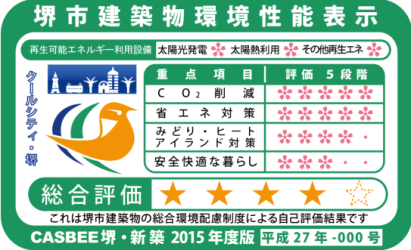 堺市建築物環境性能表示
再生可能エネルギー利用設備 太陽光発電 太陽熱利用 その他再生エネ
クールシティ・堺
重点項目 評価5段階
CO₂削減
省エネ対策
みどり・ヒート
アイランド対策
安全快適な暮らし
総合評価 ★ ★ ★ ★ ☆
これは堺市建築物の総合環境配慮制度による自己評価結果です
CASBEE堺・新築 2015年度版 平成27年-000号